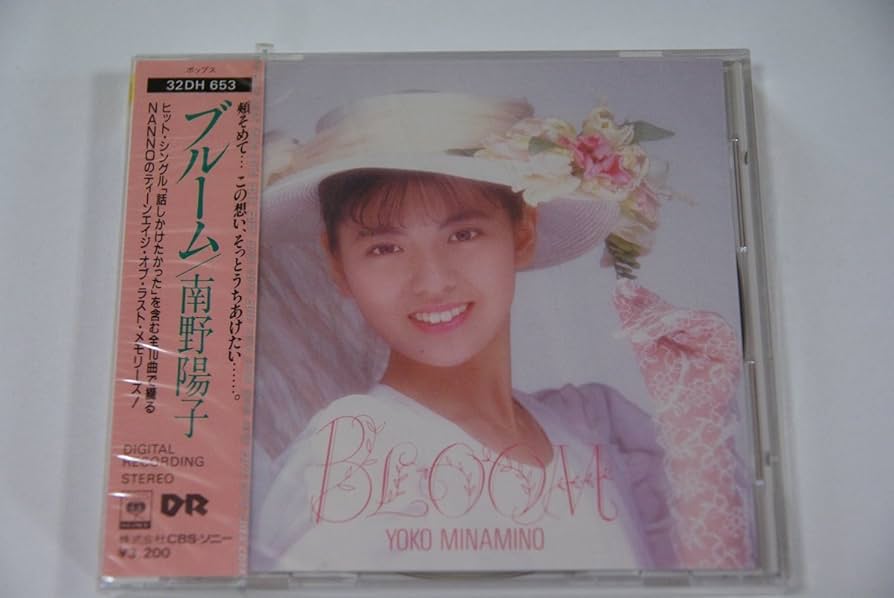 ポップス
32DH 653
ブルーム/南野陽子
頬そめて… この想い、そっとうちあけたい……。
ヒット・シングル「話しかけたかった」を含む全10曲で綴る
NANNOのティーンエイジ・オブ・ラスト・メモリーズ!
DIGITAL
RECORDING
STEREO
DR
株式会社CBS・ソニー
¥3,200
BLOOM
YOKO MINAMINO